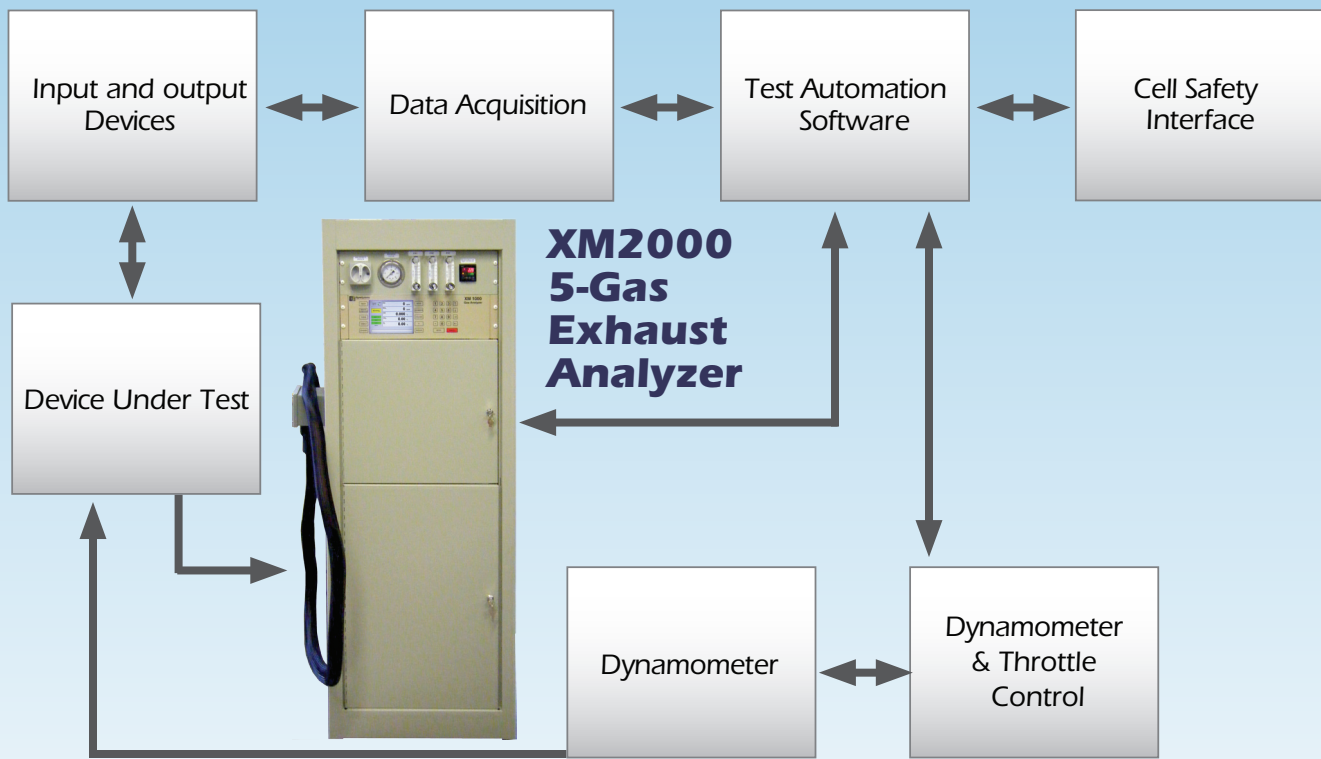 Input and output
Devices
Data Acquisition
Test Automation
Software
Cell Safety
Interface
XM2000
5-Gas
Exhaust
Analyzer
Device Under Test
Dynamometer
Dynamometer
& Throttle
Control